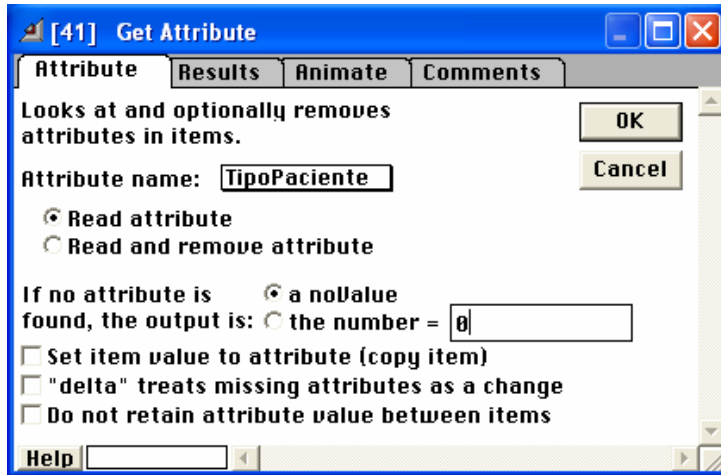 [41] Get Attribute
Attribute Results Animate Comments
Looks at and optionally removes
attributes in items.
OK
Cancel
Attribute name: TipoPaciente
Read attribute
Read and remove attribute
If no attribute is
found, the output is:
a noValue
the number = 0
Set item value to attribute (copy item)
"delta" treats missing attributes as a change
Do not retain attribute value between items
Help